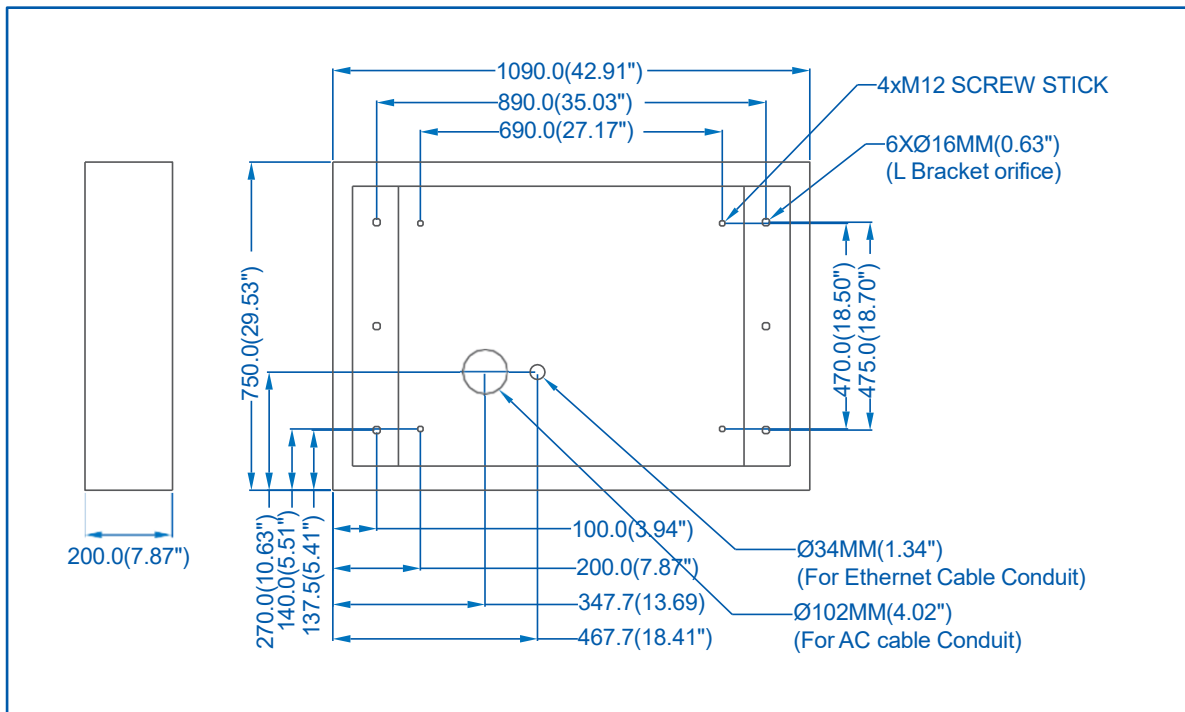 1090.0(42.91")
890.0(35.03")
690.0(27.17")
4xM12 SCREW STICK
6XØ16MM(0.63")
(L Bracket orifice)
750.0(29.53")
470.0(18.50")
475.0(18.70")
200.0(7.87")
270.0(10.63")
140.0(5.51")
137.5(5.41")
100.0(3.94")
200.0(7.87")
347.7(13.69)
467.7(18.41")
Ø34MM(1.34")
(For Ethernet Cable Conduit)
Ø102MM(4.02")
(For AC cable Conduit)